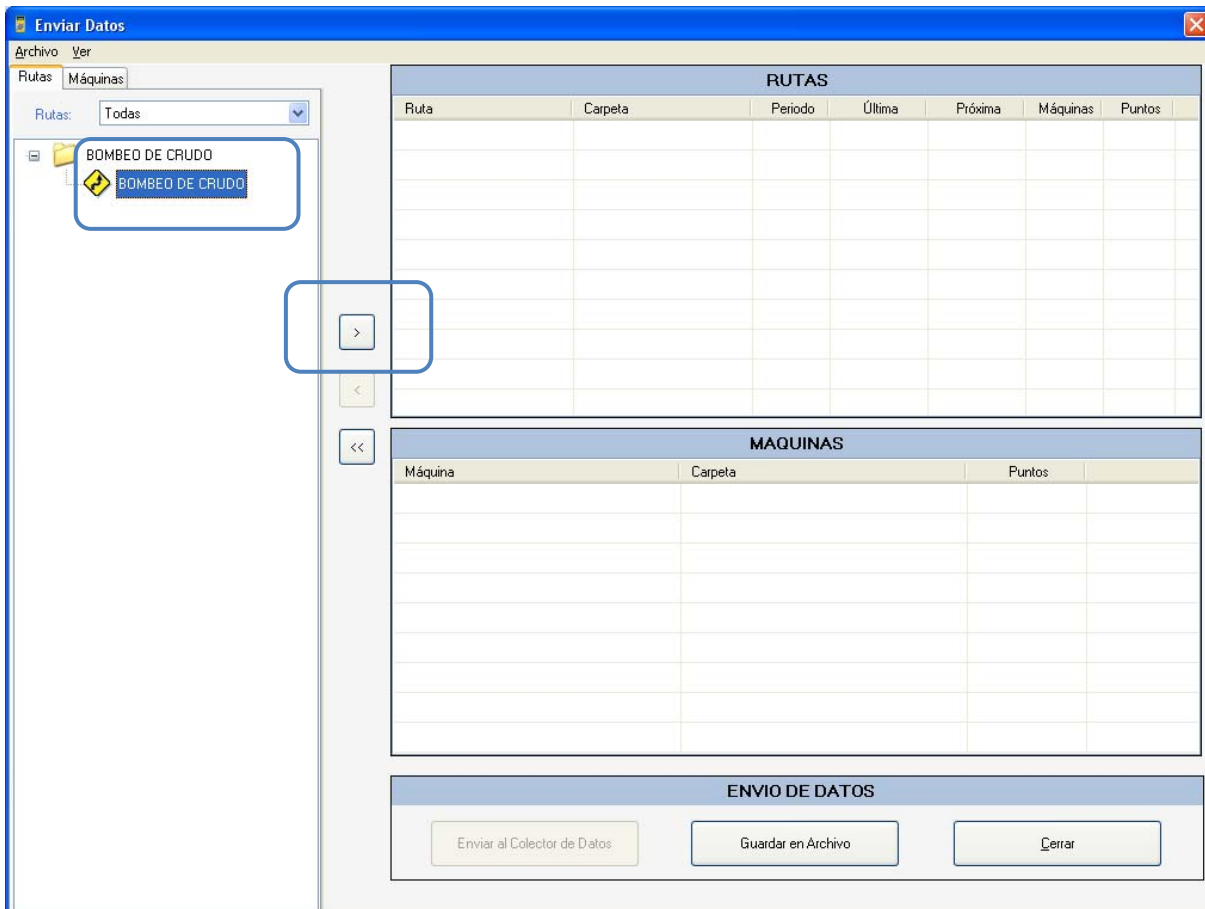 Enviar Datos
Archivo Ver
Rutas Máquinas
Rutas: Todas
BOMBEO DE CRUDO
BOMBEO DE CRUDO
>
<
<<
RUTAS
Ruta Carpeta Periodo Última Próxima Máquinas Puntos
MAQUINAS
Máquina Carpeta Puntos
ENVIO DE DATOS
Enviar al Colector de Datos Guardar en Archivo Cerrar